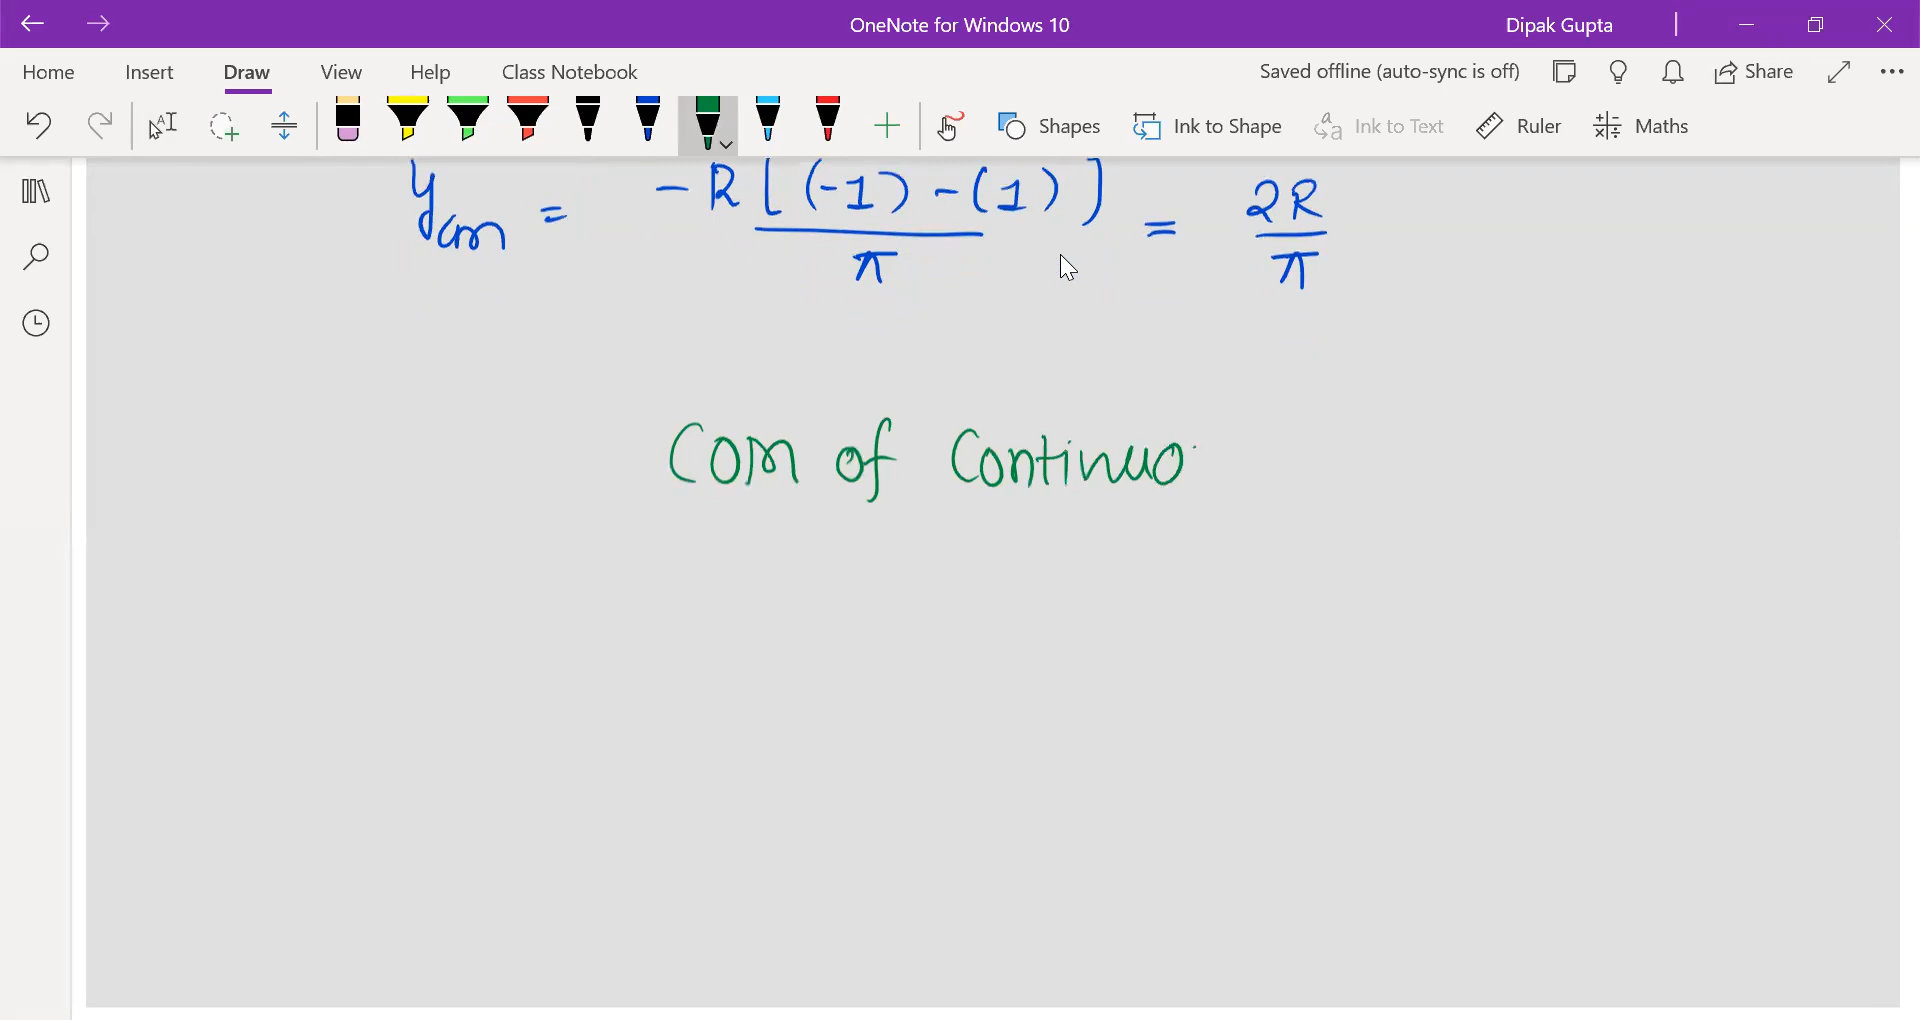 OneNote for Windows 10 Dipak Gupta
Home Insert Draw View Help Class Notebook Saved offline (auto-sync is off) Share
Shapes Ink to Shape Ink to Text Ruler Maths
y_cm = -R[(-1)-(1)]/π = 2R/π
COM of Continuo